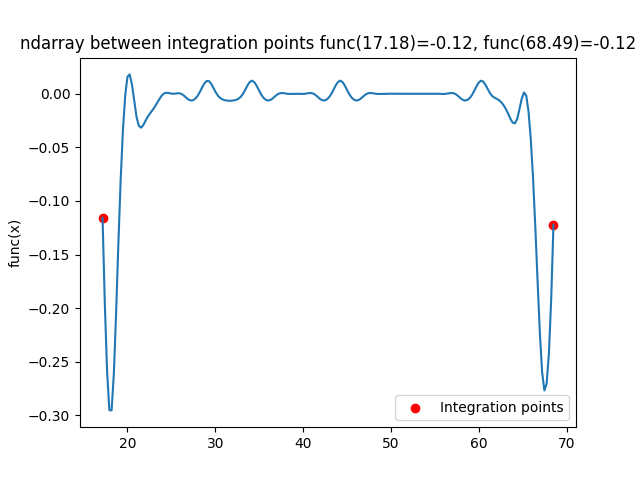 ndarray between integration points func(17.18)=-0.12, func(68.49)=-0.12
func(x)
0.00
−0.05
−0.10
−0.15
−0.20
−0.25
−0.30
Integration points
20 30 40 50 60 70